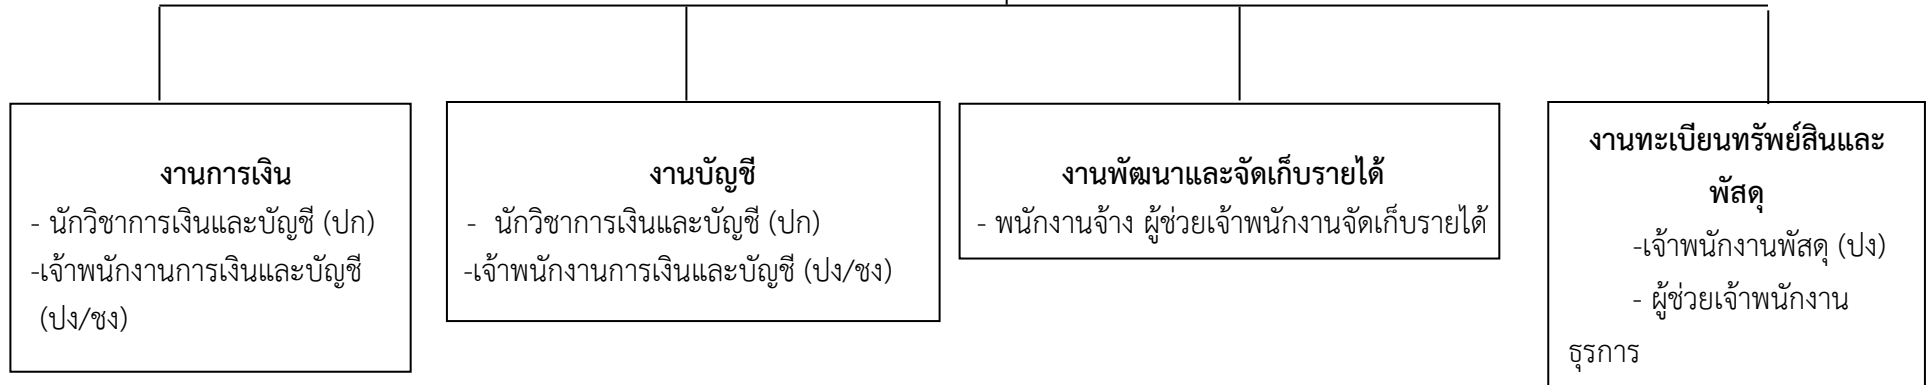 งานการเงิน
- นักวิชาการเงินและบัญชี (ปก)
-เจ้าพนักงานการเงินและบัญชี
(ปง/ชง)
งานบัญชี
- นักวิชาการเงินและบัญชี (ปก)
-เจ้าพนักงานการเงินและบัญชี (ปง/ชง)
งานพัฒนาและจัดเก็บรายได้
- พนักงานจ้าง ผู้ช่วยเจ้าพนักงานจัดเก็บรายได้
งานทะเบียนทรัพย์สินและ
พัสดุ
-เจ้าพนักงานพัสดุ (ปง)
- ผู้ช่วยเจ้าพนักงาน
ธุรการ